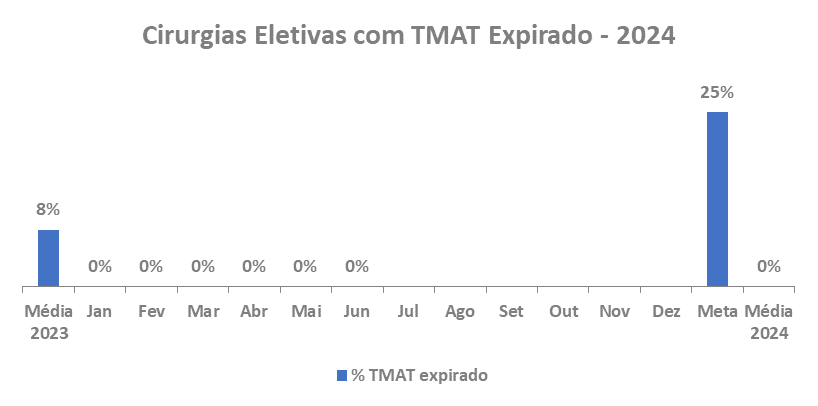 Cirurgias Eletivas com TMAT Expirado - 2024
25%
8%
0% 0% 0% 0% 0% 0% 0%
Média Jan Fev Mar Abr Mai Jun Jul Ago Set Out Nov Dez Meta Média
2023 2024
% TMAT expirado